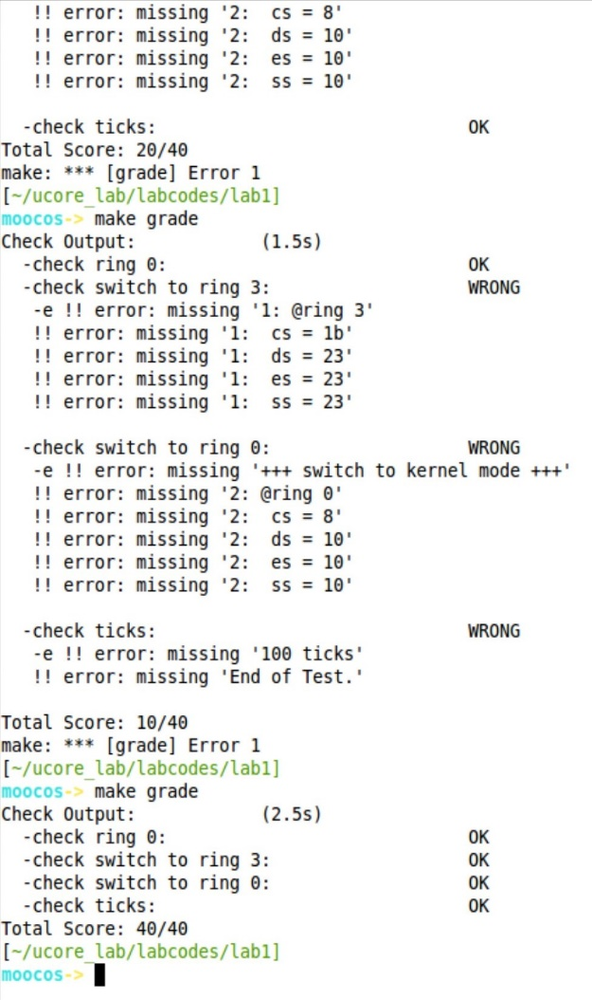 !! error: missing '2:  cs = 8'
!! error: missing '2:  ds = 10'
!! error: missing '2:  es = 10'
!! error: missing '2:  ss = 10'
-check ticks:                              OK
Total Score: 20/40
make: *** [grade] Error 1
[~/ucore_lab/labcodes/lab1]
moocos-> make grade
Check Output:            (1.5s)
-check ring 0:                             OK
-check switch to ring 3:                   WRONG
-e !! error: missing '1: @ring 3'
!! error: missing '1:  cs = 1b'
!! error: missing '1:  ds = 23'
!! error: missing '1:  es = 23'
!! error: missing '1:  ss = 23'
-check switch to ring 0:                   WRONG
-e !! error: missing '+++ switch to kernel mode +++'
!! error: missing '2: @ring 0'
!! error: missing '2:  cs = 8'
!! error: missing '2:  ds = 10'
!! error: missing '2:  es = 10'
!! error: missing '2:  ss = 10'
-check ticks:                              WRONG
-e !! error: missing '100 ticks'
!! error: missing 'End of Test.'
Total Score: 10/40
make: *** [grade] Error 1
[~/ucore_lab/labcodes/lab1]
moocos-> make grade
Check Output:            (2.5s)
-check ring 0:                             OK
-check switch to ring 3:                   OK
-check switch to ring 0:                   OK
-check ticks:                              OK
Total Score: 40/40
[~/ucore_lab/labcodes/lab1]
moocos->